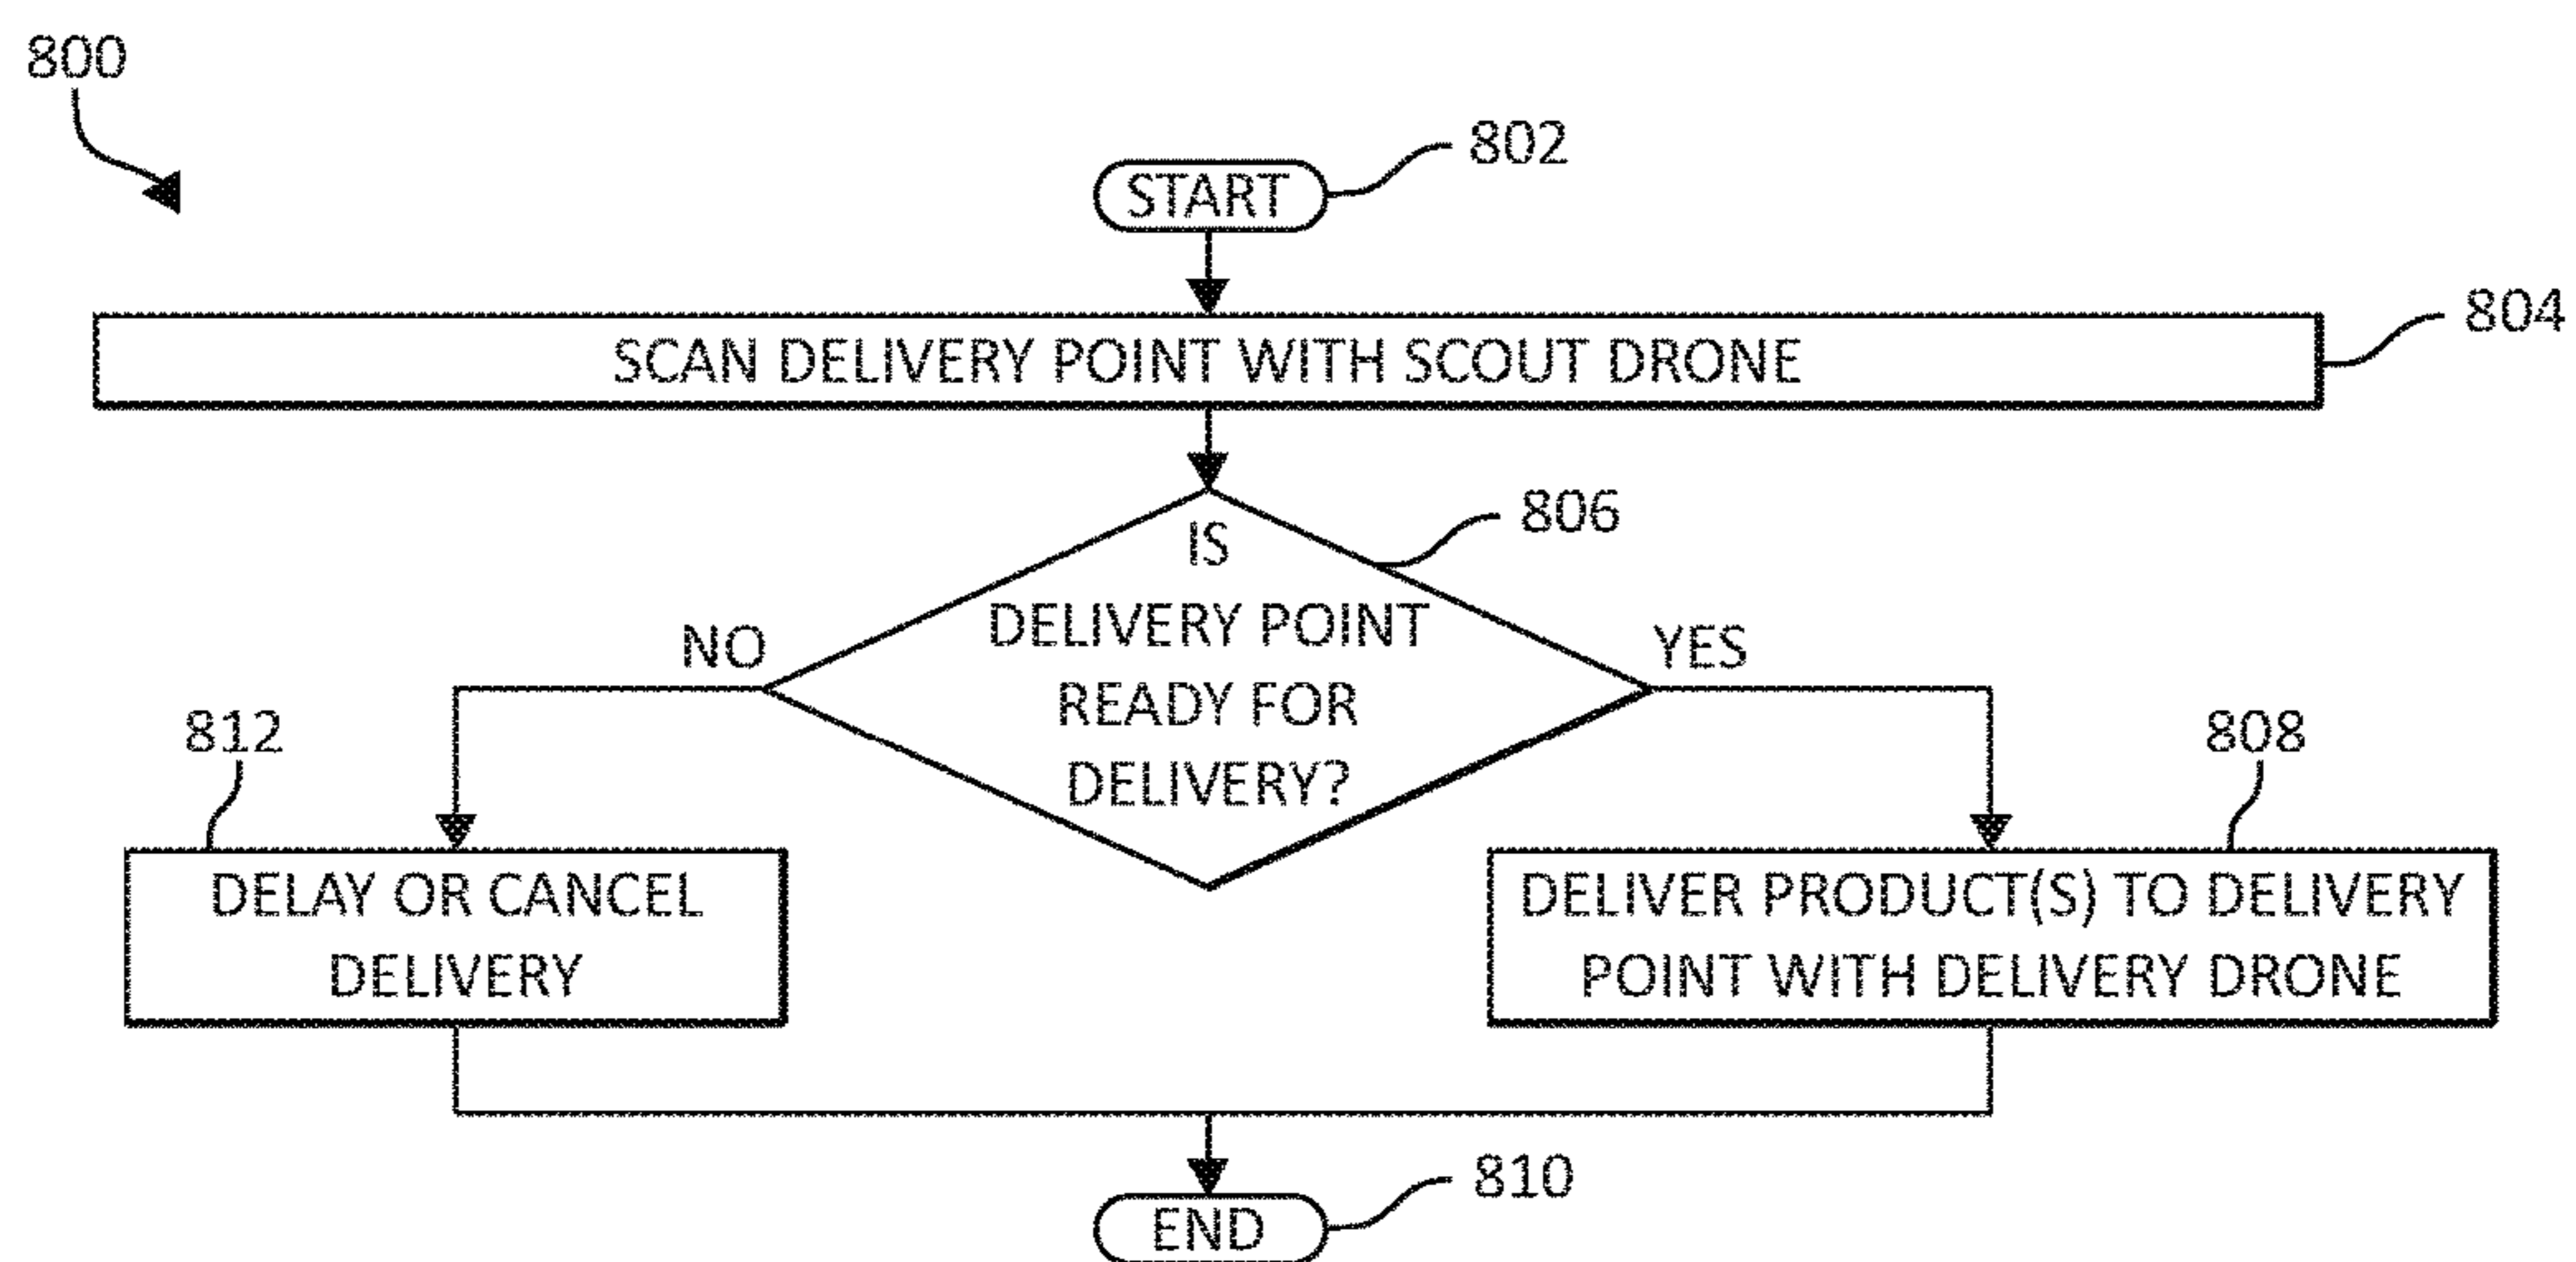 800
802
START
804
SCAN DELIVERY POINT WITH SCOUT DRONE
806
IS
DELIVERY POINT
READY FOR
DELIVERY?
NO
YES
812
DELAY OR CANCEL
DELIVERY
808
DELIVER PRODUCT(S) TO DELIVERY
POINT WITH DELIVERY DRONE
810
END